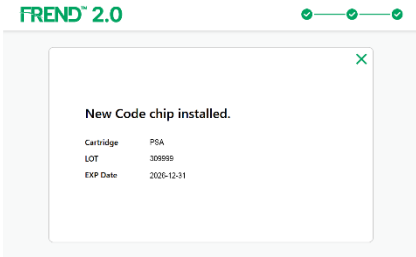 FREND™ 2.0
New Code chip installed.
Cartridge PSA
LOT 309999
EXP Date 2026-12-31